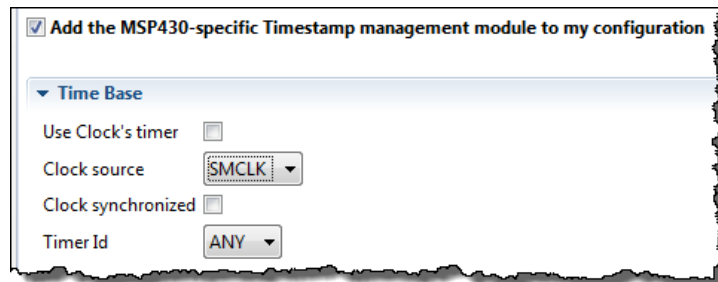 Add the MSP430-specific Timestamp management module to my configuration
Time Base
Use Clock's timer
Clock source SMCLK
Clock synchronized
Timer Id ANY